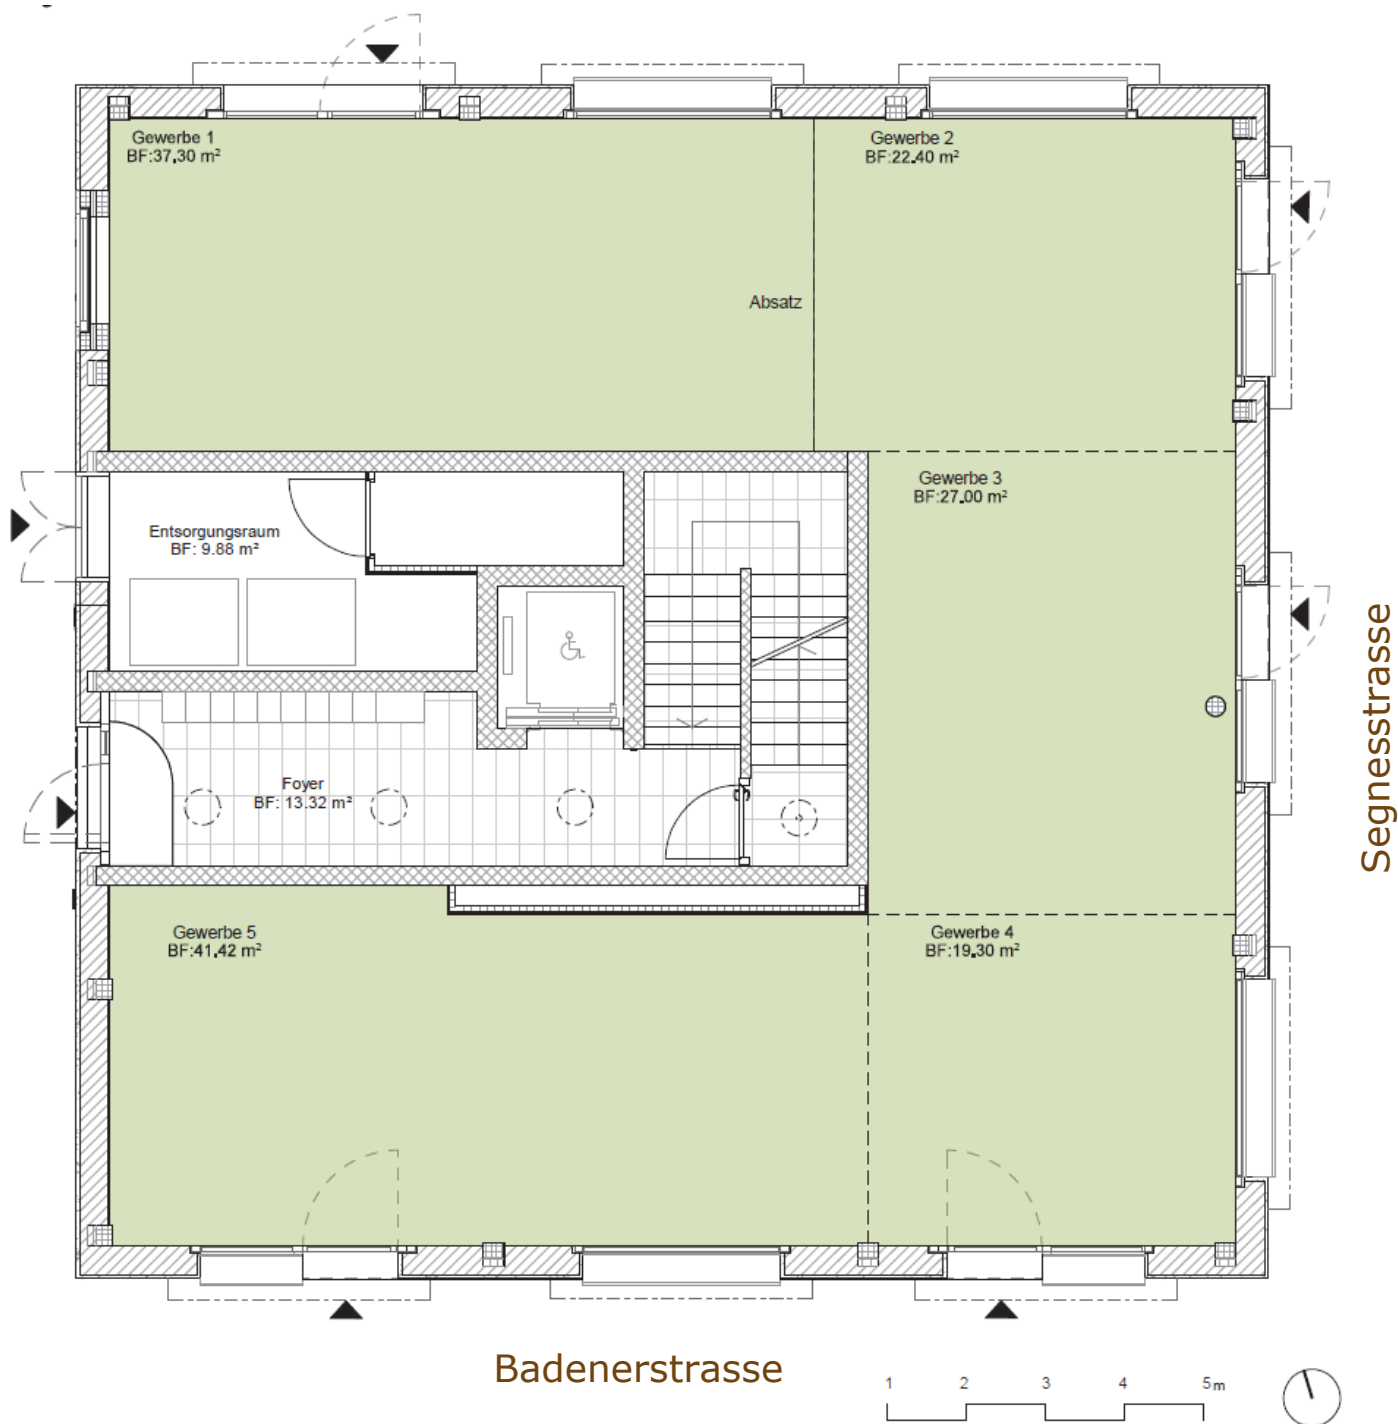 Gewerbe 1
BF:37.30 m²
Gewerbe 2
BF:22.40 m²
Absatz
Gewerbe 3
BF:27.00 m²
Entsorgungsraum
BF: 9.88 m²
Foyer
BF: 13.32 m²
Gewerbe 5
BF:41.42 m²
Gewerbe 4
BF:19.30 m²
Segnesstrasse
Badenerstrasse
1 2 3 4 5m